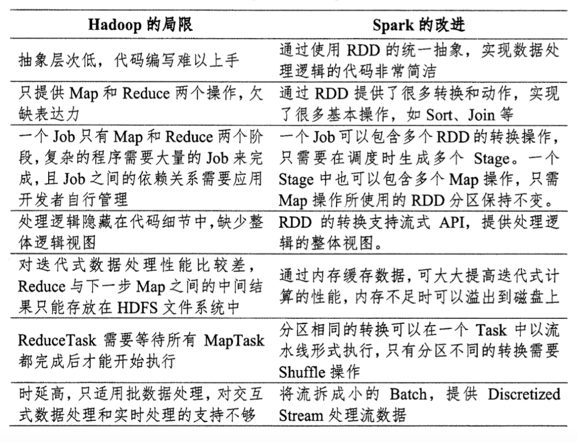 Hadoop 的局限
Spark 的改进
抽象层次低，代码编写难以上手
通过使用 RDD 的统一抽象，实现数据处
理逻辑的代码非常简洁
只提供 Map 和 Reduce 两个操作，欠
缺表达力
通过 RDD 提供了很多转换和动作，实现
了很多基本操作，如 Sort、Join 等
一个 Job 只有 Map 和 Reduce 两个阶
段，复杂的程序需要大量的 Job 来完
成，且 Job 之间的依赖关系需要应用
开发者自行管理
一个 Job 可以包含多个 RDD 的转换操作，
只需要在调度时生成多个 Stage。一个
Stage 中也可以包含多个 Map 操作，只需
Map 操作所使用的 RDD 分区保持不变。
处理逻辑隐藏在代码细节中，缺少整
体逻辑视图
RDD 的转换支持流式 API，提供处理逻
辑的整体视图。
对迭代式数据处理性能比较差，
Reduce 与下一步 Map 之间的中间结
果只能存放在 HDFS 文件系统中
通过内存缓存数据，可大大提高迭代式计
算的性能，内存不足时可以溢出到磁盘上
ReduceTask 需要等待所有 MapTask
都完成后才能开始执行
分区相同的转换可以在一个 Task 中以流
水线形式执行，只有分区不同的转换需要
Shuffle 操作
时延高，只适用批数据处理，对交互
式数据处理和实时处理的支持不够
将流拆成小的 Batch，提供 Discretized
Stream 处理流数据